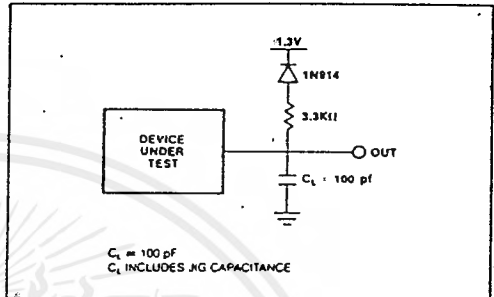 1.3V
1N914
3.3KΩ
DEVICE
UNDER
TEST
OUT
CL = 100 pf
CL = 100 pF
CL INCLUDES JIG CAPACITANCE